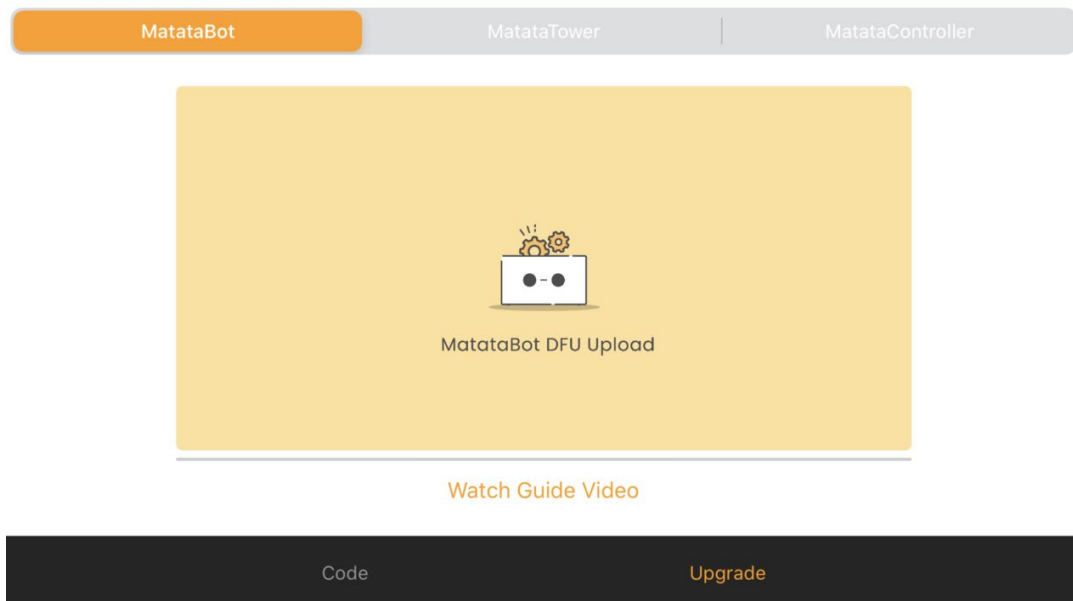 MatataBot MatataTower MatataController
MatataBot DFU Upload
Watch Guide Video
Code Upgrade